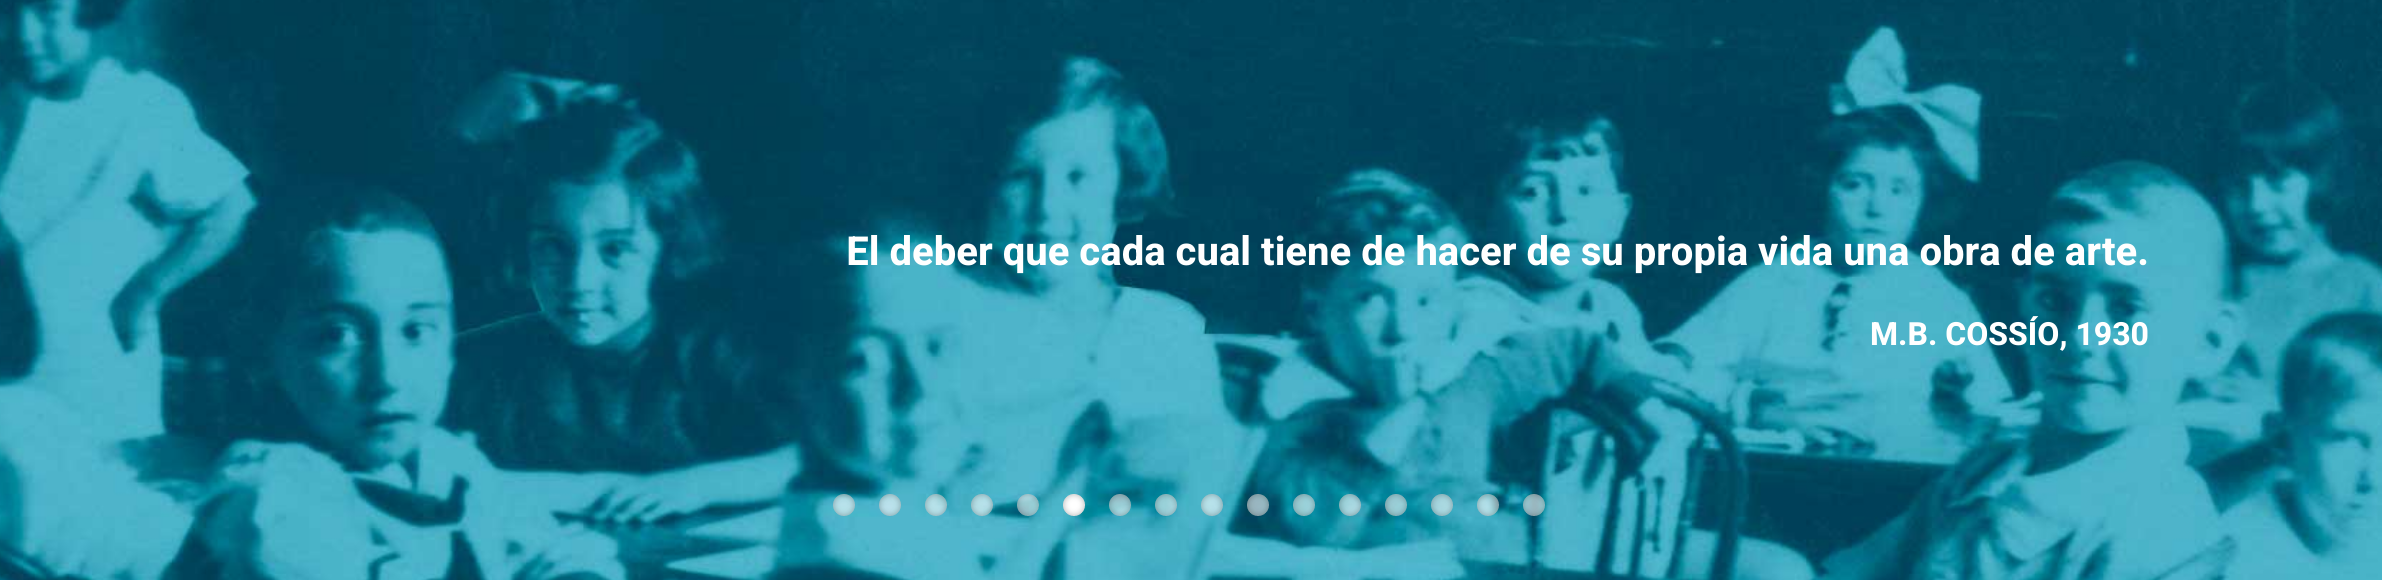 El deber que cada cual tiene de hacer de su propia vida una obra de arte.
M.B. COSSÍO, 1930